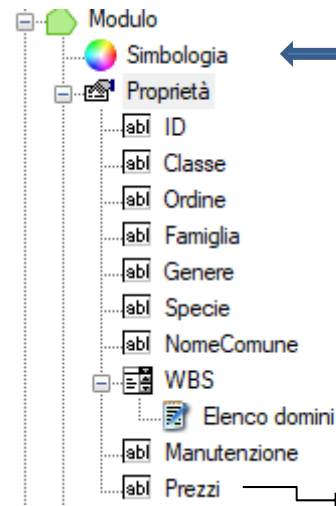 Modulo
Simbologia
Proprietà
abl ID
abl Classe
abl Ordine
abl Famiglia
abl Genere
abl Specie
abl NomeComune
WBS
Elenco domini
abl Manutenzione
abl Prezzi